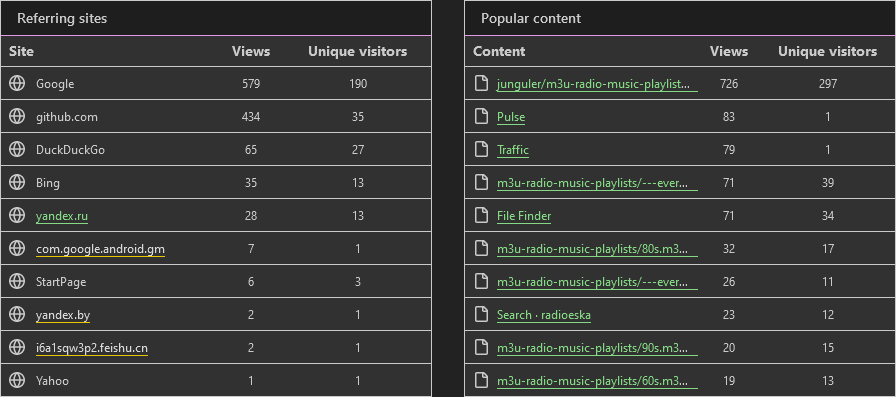 Referring sites
Site Views Unique visitors
Google 579 190
github.com 434 35
DuckDuckGo 65 27
Bing 35 13
yandex.ru 28 13
com.google.android.gm 7 1
StartPage 6 3
yandex.by 2 1
i6a1sqw3p2.feishu.cn 2 1
Yahoo 1 1
Popular content
Content Views Unique visitors
junguler/m3u-radio-music-playlist... 726 297
Pulse 83 1
Traffic 79 1
m3u-radio-music-playlists/---ever... 71 39
File Finder 71 34
m3u-radio-music-playlists/80s.m3... 32 17
m3u-radio-music-playlists/---ever... 26 11
Search · radioeska 23 12
m3u-radio-music-playlists/90s.m3... 20 15
m3u-radio-music-playlists/60s.m3... 19 13